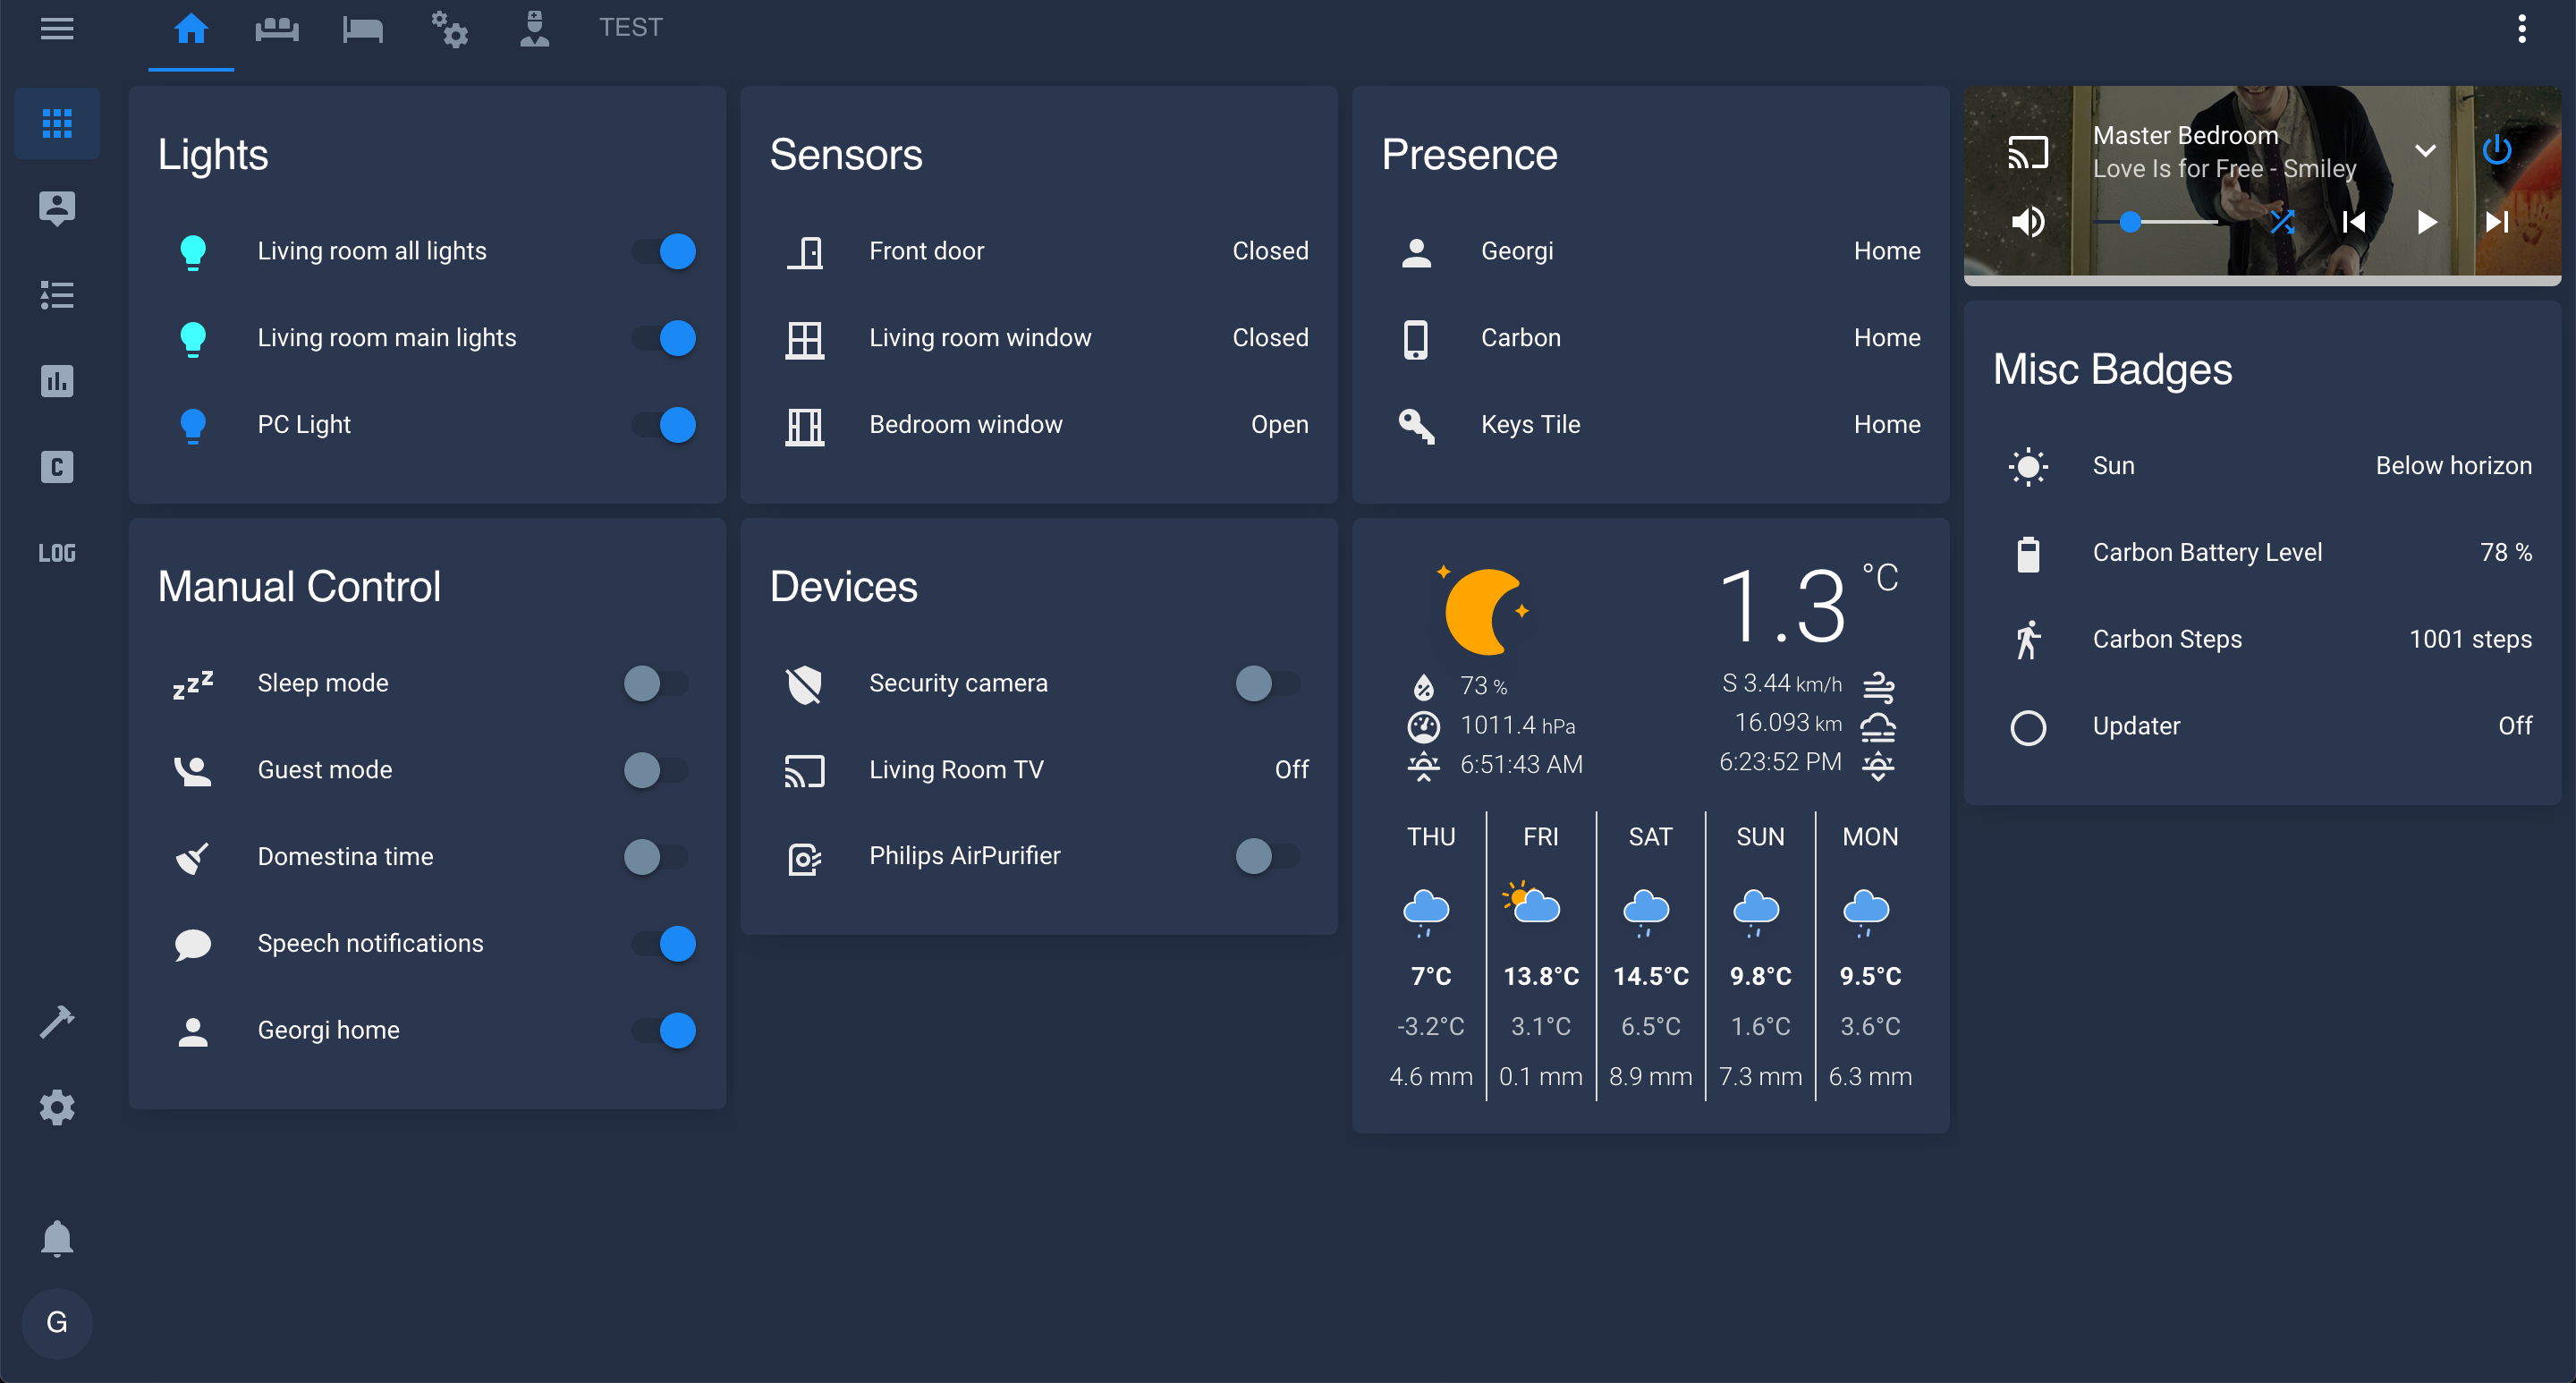 TEST
Lights
Living room all lights
Living room main lights
PC Light
Sensors
Front door Closed
Living room window Closed
Bedroom window Open
Presence
Georgi Home
Carbon Home
Keys Tile Home
Master Bedroom
Love Is for Free - Smiley
Misc Badges
Sun Below horizon
Carbon Battery Level 78 %
Carbon Steps 1001 steps
Updater Off
C
LOG
Manual Control
zzz Sleep mode
Guest mode
Domestina time
Speech notifications
Georgi home
Devices
Security camera
Living Room TV Off
Philips AirPurifier
1.3 °C
73 % S 3.44 km/h
1011.4 hPa 16.093 km
6:51:43 AM 6:23:52 PM
THU FRI SAT SUN MON
7°C 13.8°C 14.5°C 9.8°C 9.5°C
-3.2°C 3.1°C 6.5°C 1.6°C 3.6°C
4.6 mm 0.1 mm 8.9 mm 7.3 mm 6.3 mm
G